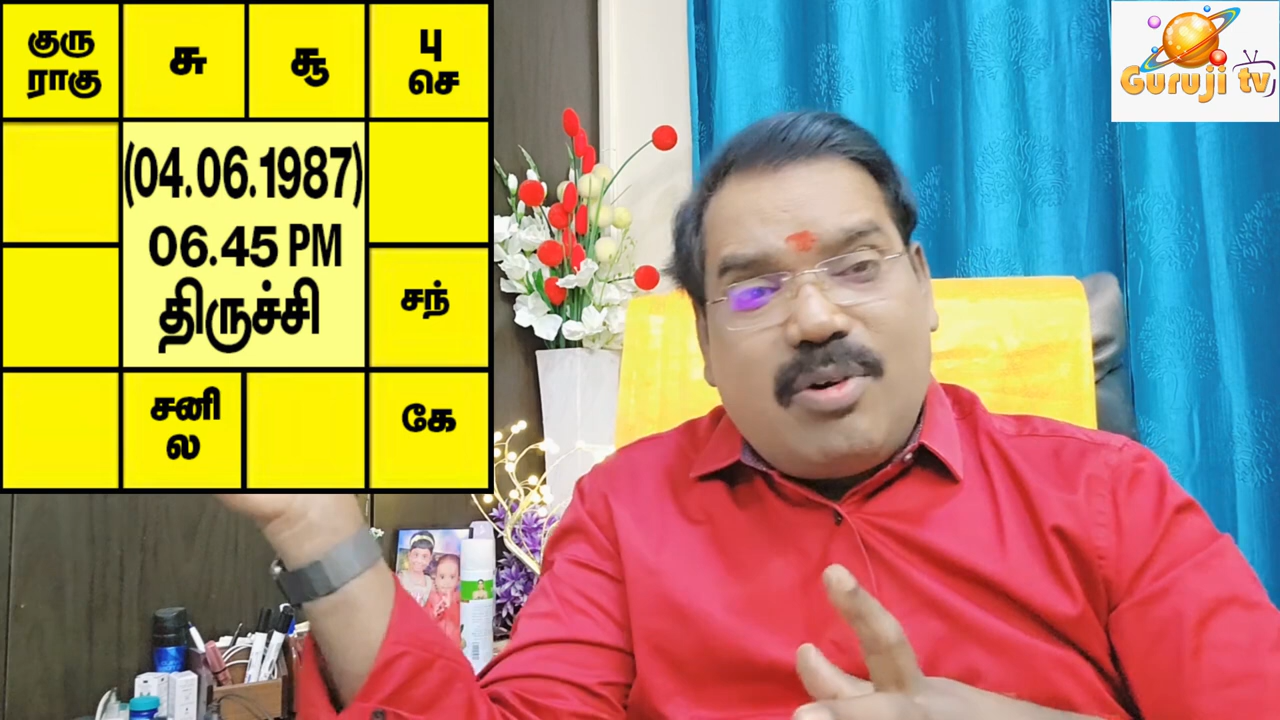 குரு
ராகு
சு
சூ
பு
செ
(04.06.1987)
06.45 PM
திருச்சி
சந்
சனி
ல
கே
Guruji tv